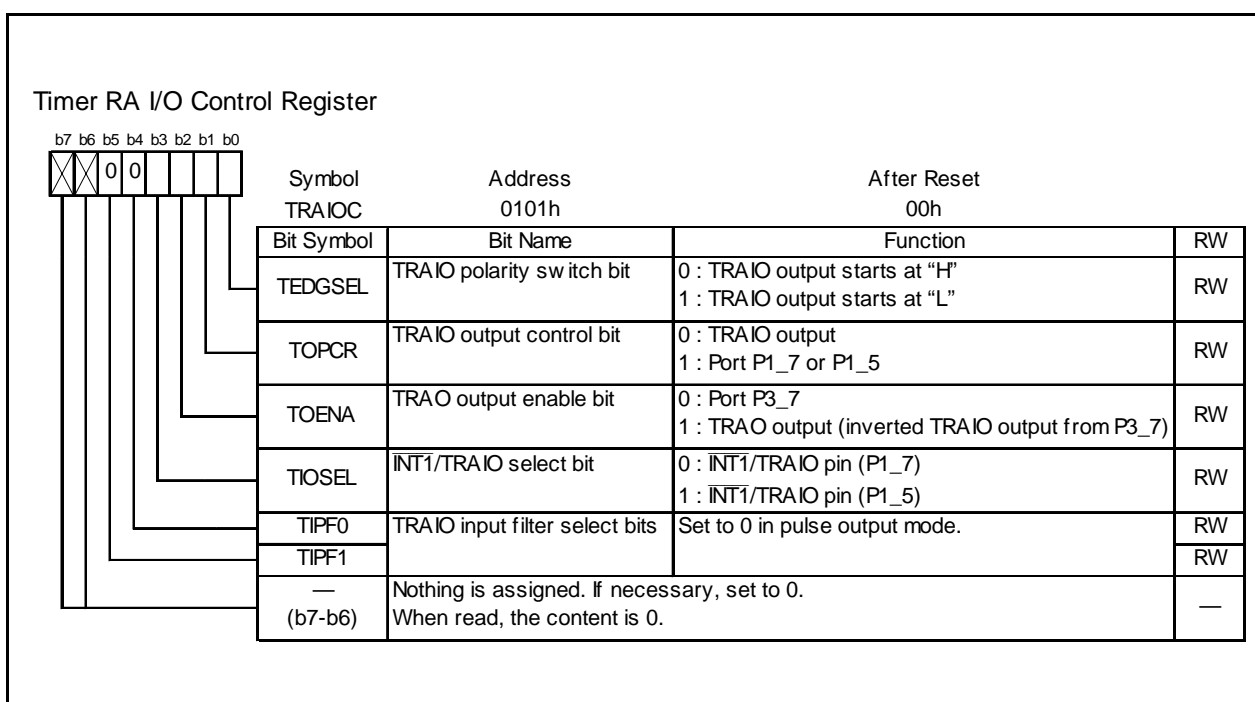 Timer RA I/O Control Register
b7 b6 b5 b4 b3 b2 b1 b0
0 0
Symbol Address After Reset
TRAIOC 0101h 00h
Bit Symbol Bit Name Function RW
TEDGSEL TRAIO polarity switch bit 0 : TRAIO output starts at “H” RW
1 : TRAIO output starts at “L”
TOPCR TRAIO output control bit 0 : TRAIO output RW
1 : Port P1_7 or P1_5
TOENA TRAO output enable bit 0 : Port P3_7 RW
1 : TRAO output (inverted TRAIO output from P3_7)
TIOSEL INT1/TRAIO select bit 0 : INT1/TRAIO pin (P1_7) RW
1 : INT1/TRAIO pin (P1_5)
TIPF0 TRAIO input filter select bits Set to 0 in pulse output mode. RW
TIPF1 RW
— Nothing is assigned. If necessary, set to 0. —
(b7-b6) When read, the content is 0.